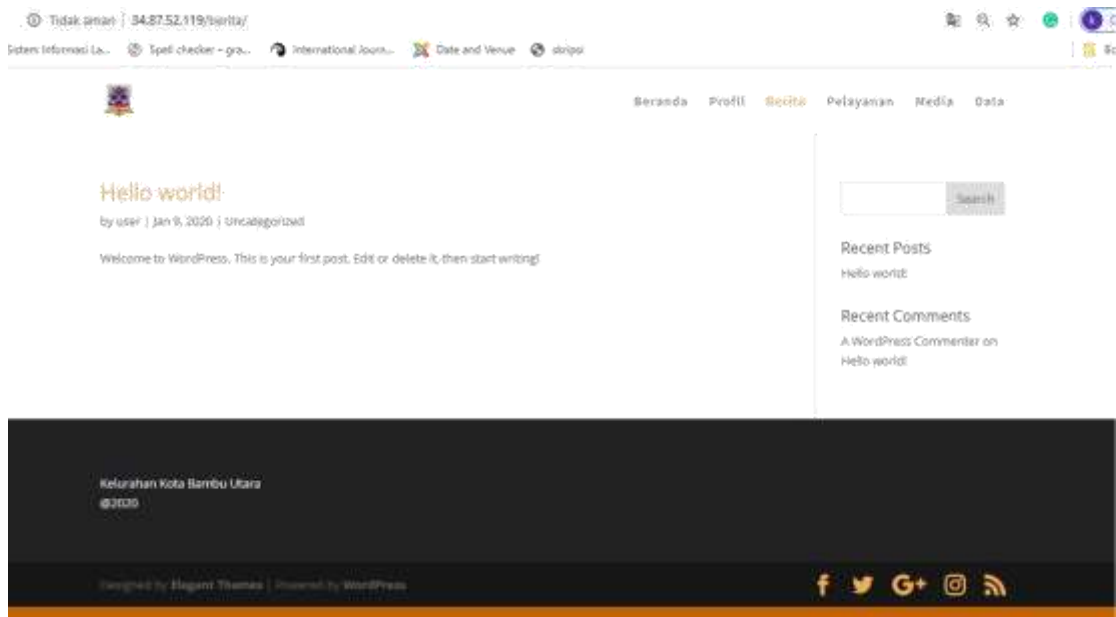 Tidak aman | 34.87.52.119/berita/
Sistem Informasi La... Spell checker - gra... International Journ... Date and Venue skripsi
Beranda Profil Berita Pelayanan Media Data
Hello world!
by user | Jan 9, 2020 | Uncategorized
Welcome to WordPress. This is your first post. Edit or delete it, then start writing!
Search
Recent Posts
Hello world!
Recent Comments
A WordPress Commenter on
Hello world!
Kelurahan Kota Bambu Utara
@2020
Designed by Elegant Themes | Powered by WordPress